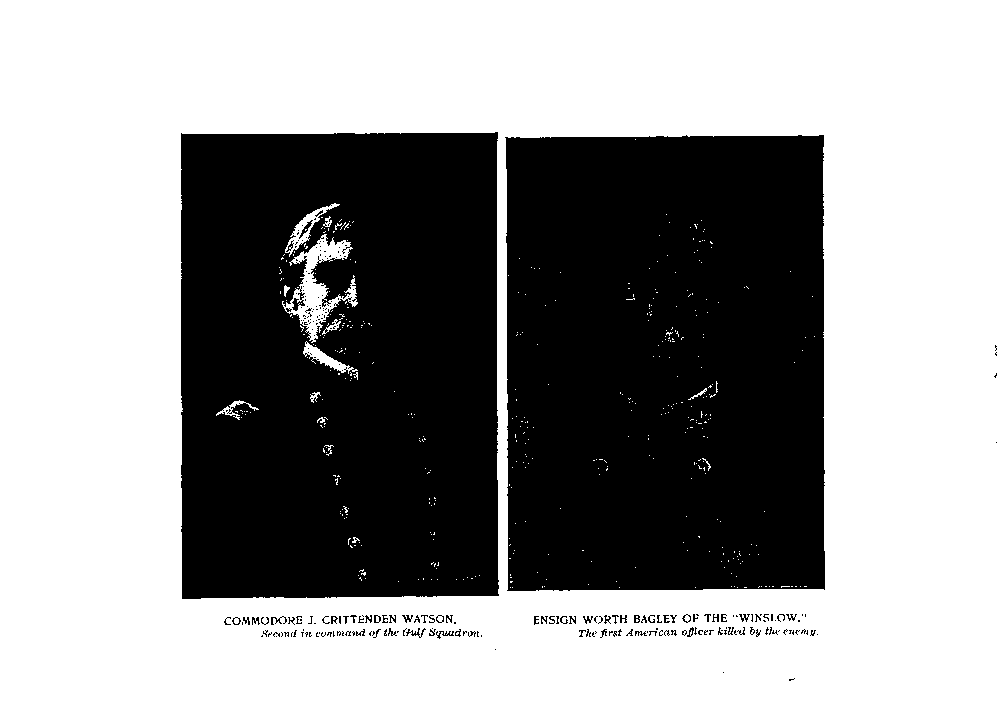 COMMODORE J. CRITTENDEN WATSON.
Second in command of the Gulf Squadron.
ENSIGN WORTH BAGLEY OF THE "WINSLOW."
The first American officer killed by the enemy.